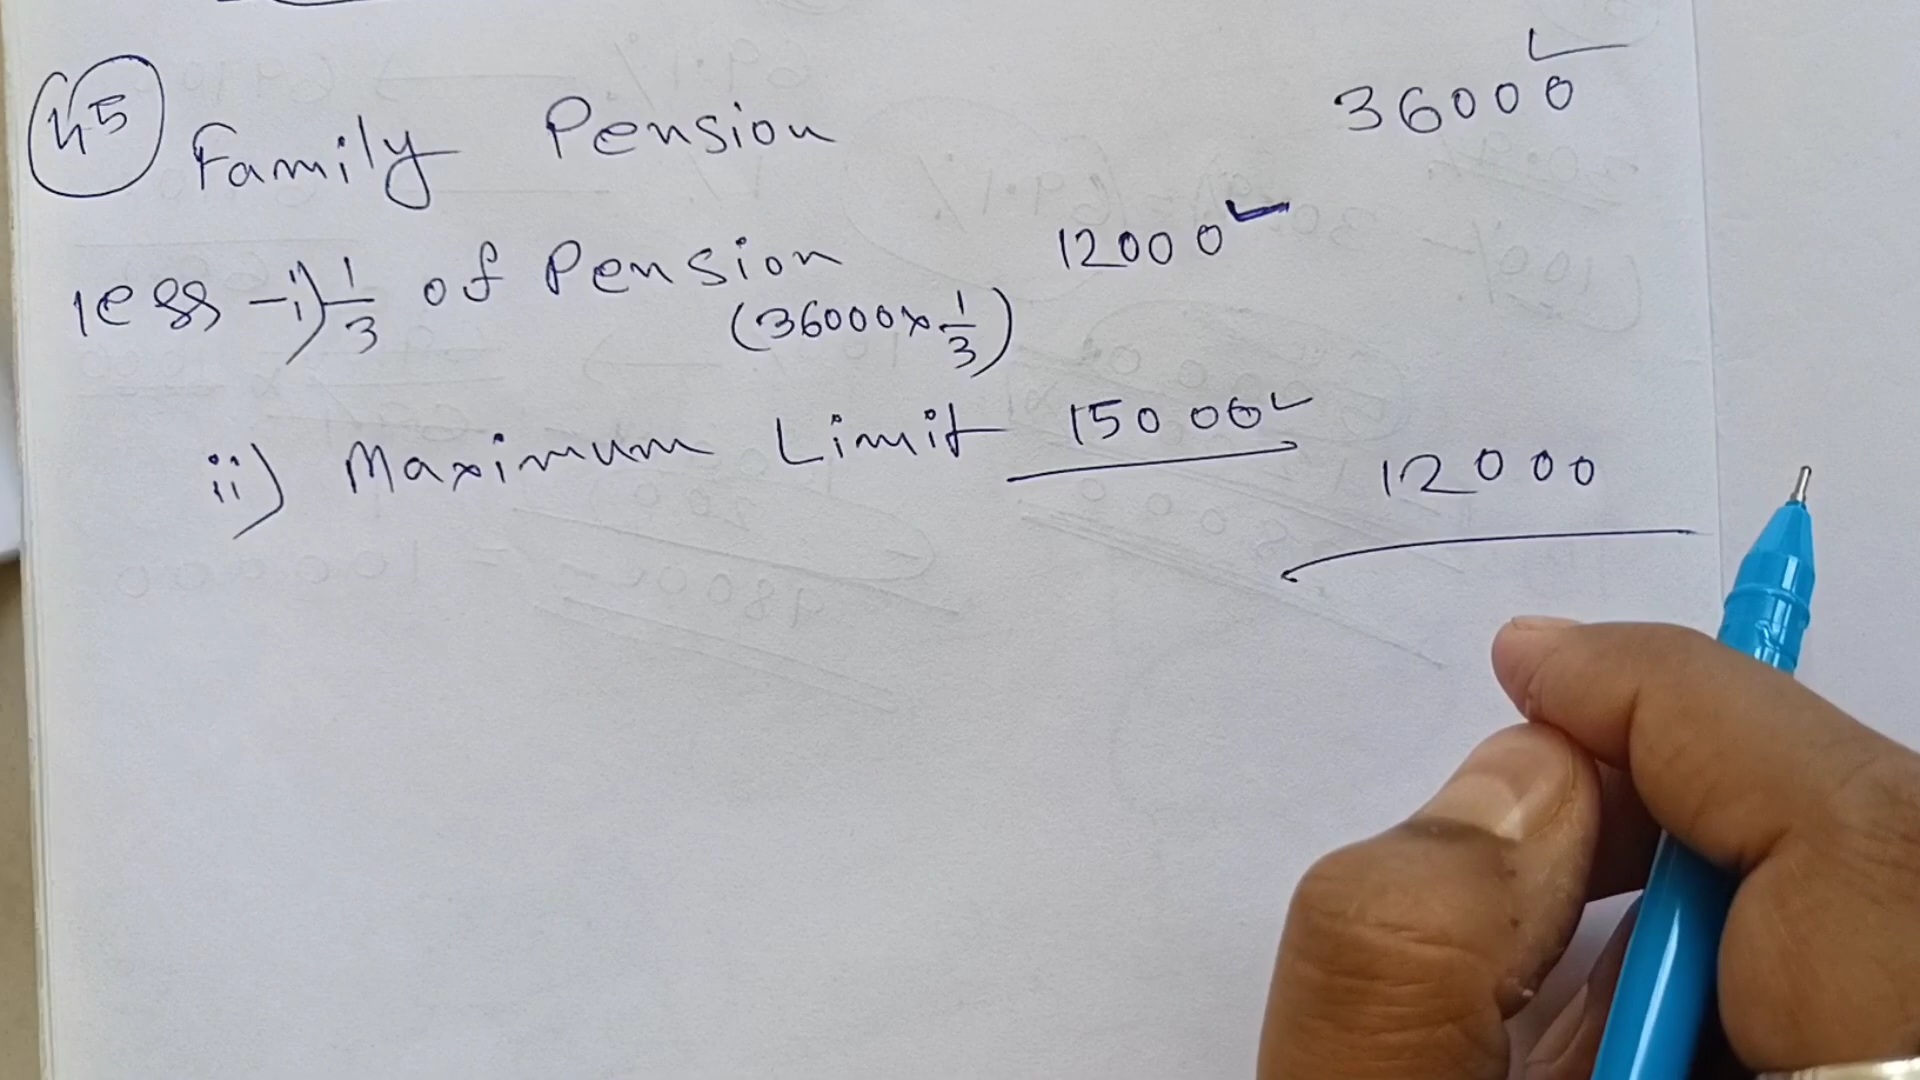 45 Family Pension 36000
less - i) 1/3 of Pension 12000
(36000 x 1/3)
ii) Maximum Limit 15000
12000